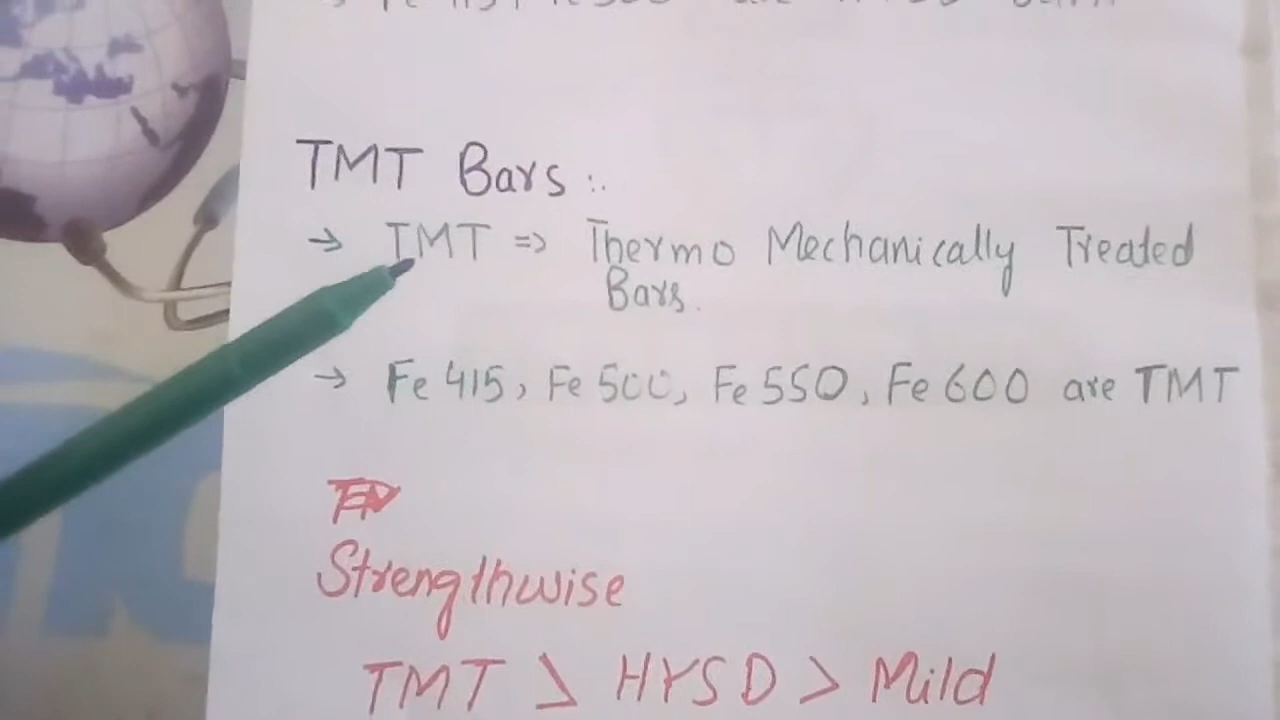 TMT Bars :.
→ TMT => Thermo Mechanically Treated
Bars.
→ Fe 415, Fe 500, Fe 550, Fe 600 are TMT
Strengthwise
TMT > HYSD > Mild